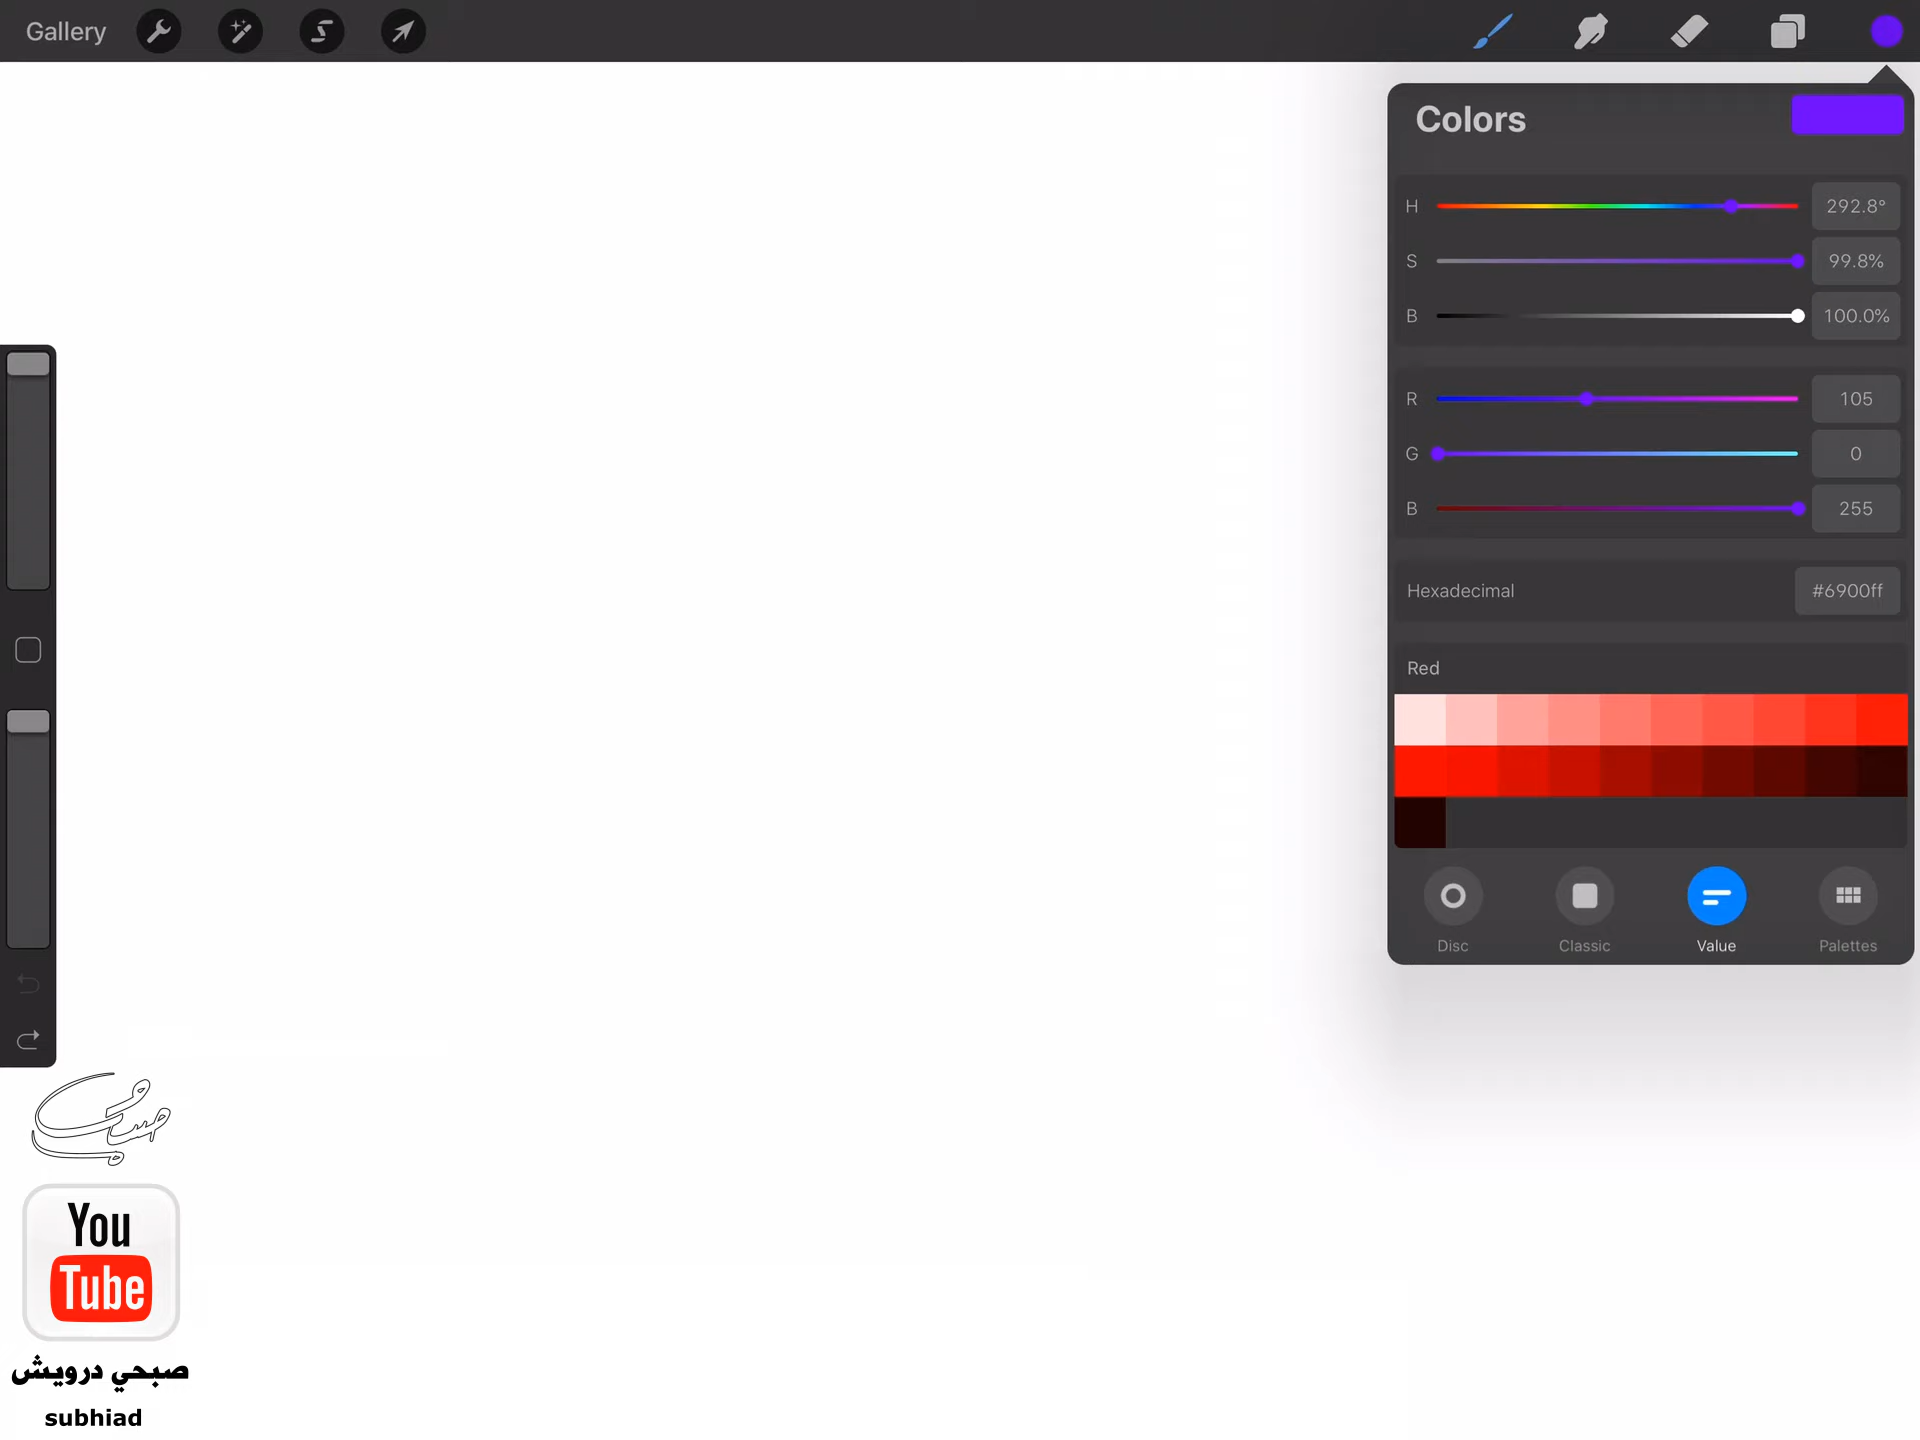 Gallery
Colors
H 292.8°
S 99.8%
B 100.0%
R 105
G 0
B 255
Hexadecimal #6900ff
Red
Disc Classic Value Palettes
You
Tube
صبحي درويش
subhiad